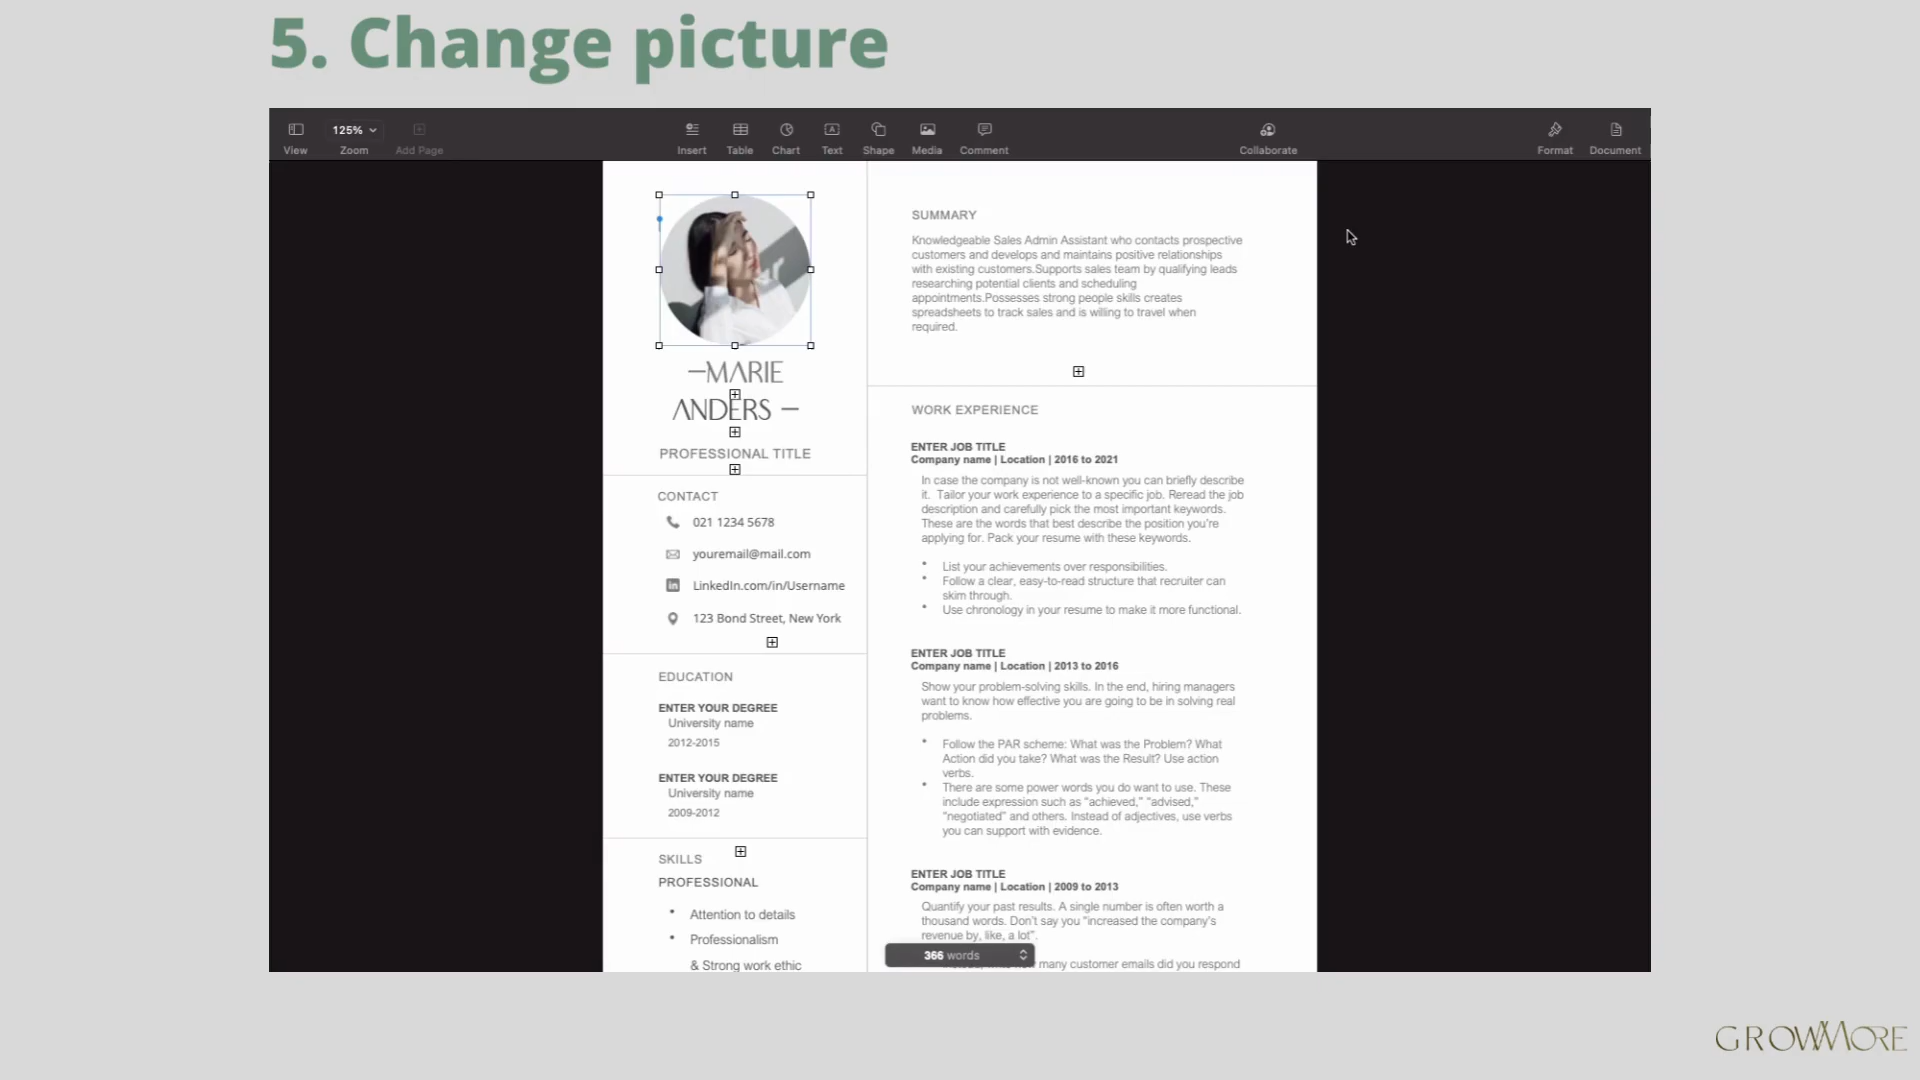 5. Change picture
View
125%
Zoom
Add Page
Insert
Table
Chart
Text
Shape
Media
Comment
Collaborate
Format
Document
—MARIE
ANDERS —
PROFESSIONAL TITLE
CONTACT
021 1234 5678
youremail@mail.com
LinkedIn.com/in/Username
123 Bond Street, New York
EDUCATION
ENTER YOUR DEGREE
University name
2012-2015
ENTER YOUR DEGREE
University name
2009-2012
SKILLS
PROFESSIONAL
• Attention to details
• Professionalism
& Strong work ethic
SUMMARY
Knowledgeable Sales Admin Assistant who contacts prospective
customers and develops and maintains positive relationships
with existing customers.Supports sales team by qualifying leads
researching potential clients and scheduling
appointments.Possesses strong people skills creates
spreadsheets to track sales and is willing to travel when
required.
WORK EXPERIENCE
ENTER JOB TITLE
Company name | Location | 2016 to 2021
In case the company is not well-known you can briefly describe
it. Tailor your work experience to a specific job. Reread the job
description and carefully pick the most important keywords.
These are the words that best describe the position you're
applying for. Pack your resume with these keywords.
• List your achievements over responsibilities.
• Follow a clear, easy-to-read structure that recruiter can
skim through.
• Use chronology in your resume to make it more functional.
ENTER JOB TITLE
Company name | Location | 2013 to 2016
Show your problem-solving skills. In the end, hiring managers
want to know how effective you are going to be in solving real
problems.
• Follow the PAR scheme: What was the Problem? What
Action did you take? What was the Result? Use action
verbs.
• There are some power words you do want to use. These
include expression such as "achieved," "advised,"
"negotiated" and others. Instead of adjectives, use verbs
you can support with evidence.
ENTER JOB TITLE
Company name | Location | 2009 to 2013
Quantify your past results. A single number is often worth a
thousand words. Don't say you "increased the company's
revenue by, like, a lot".
many customer emails did you respond
366 words
GROWMORE